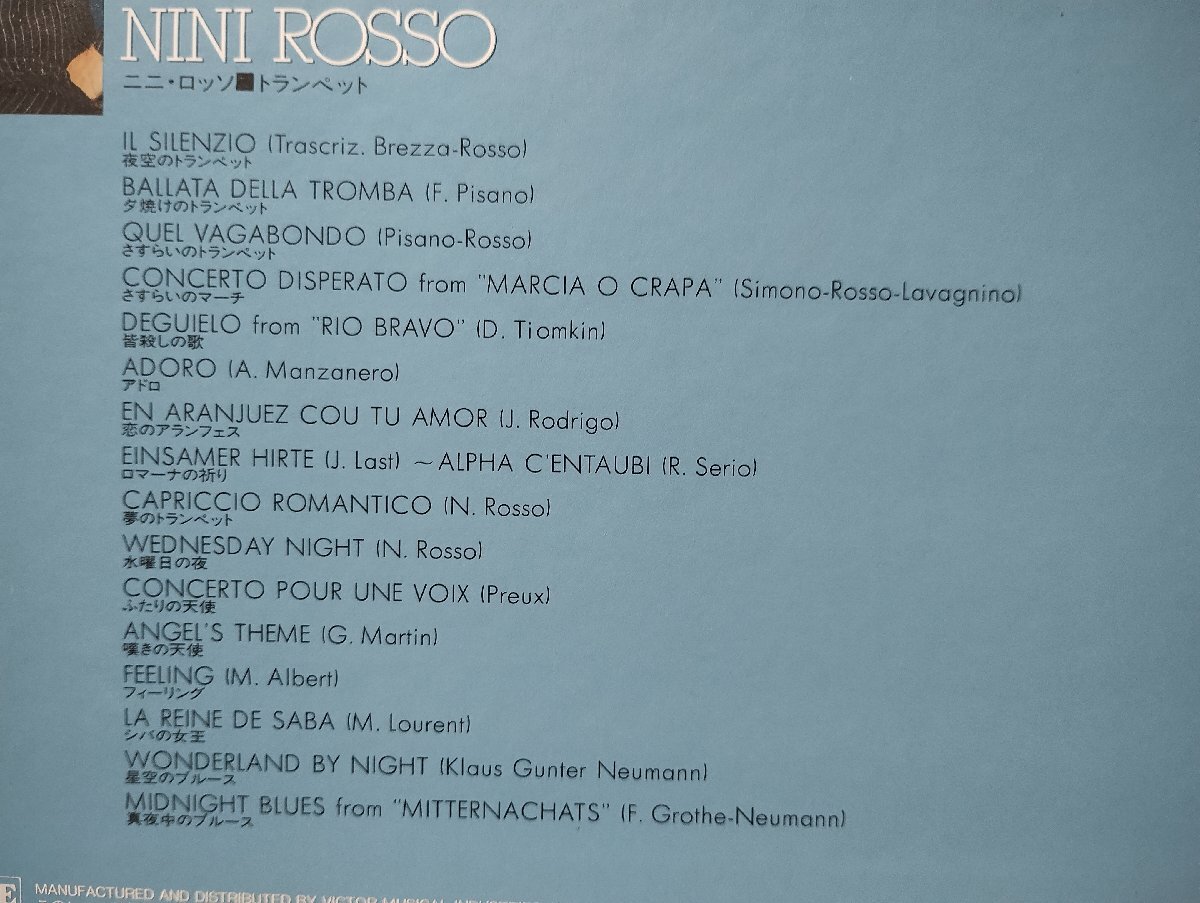 NINI ROSSO
ニニ・ロッソ■トランペット
IL SILENZIO (Trascriz. Brezza-Rosso)
夜空のトランペット
BALLATA DELLA TROMBA (F. Pisano)
夕焼けのトランペット
QUEL VAGABONDO (Pisano-Rosso)
さすらいのトランペット
CONCERTO DISPERATO from "MARCIA O CRAPA" (Simono-Rosso-Lavagnino)
さすらいのマーチ
DEGUIELO from "RIO BRAVO" (D. Tiomkin)
皆殺しの歌
ADORO (A. Manzanero)
アドロ
EN ARANJUEZ COU TU AMOR (J. Rodrigo)
恋のアランフェス
EINSAMER HIRTE (J. Last) ~ALPHA C'ENTAUBI (R. Serio)
ロマーナの祈り
CAPRICCIO ROMANTICO (N. Rosso)
夢のトランペット
WEDNESDAY NIGHT (N. Rosso)
水曜日の夜
CONCERTO POUR UNE VOIX (Preux)
ふたりの天使
ANGEL'S THEME (G. Martin)
嘆きの天使
FEELING (M. Albert)
フィーリング
LA REINE DE SABA (M. Lourent)
シバの女王
WONDERLAND BY NIGHT (Klaus Gunter Neumann)
星空のブルース
MIDNIGHT BLUES from "MITTERNACHATS" (F. Grothe-Neumann)
真夜中のブルース
MANUFACTURED AND DISTRIBUTED BY VICTOR MUSICAL